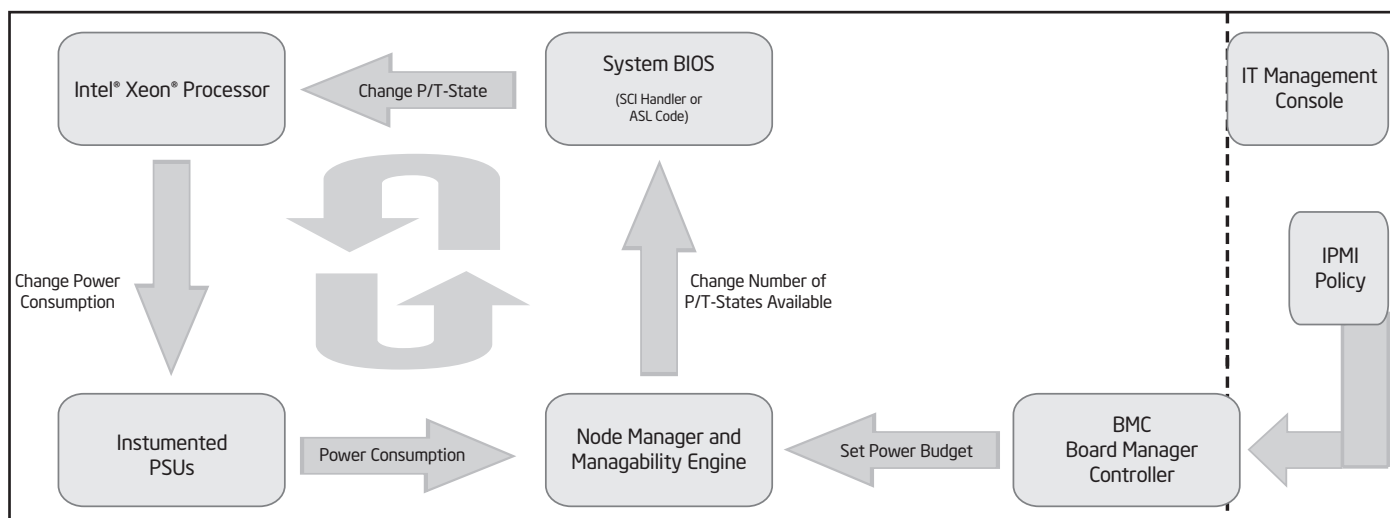 Intel® Xeon® Processor
Change P/T-State
System BIOS
(SCI Handler or
ASL Code)
IT Management
Console
Change Power
Consumption
Change Number of
P/T-States Available
IPMI
Policy
Instumented
PSUs
Power Consumption
Node Manager and
Managability Engine
Set Power Budget
BMC
Board Manager
Controller